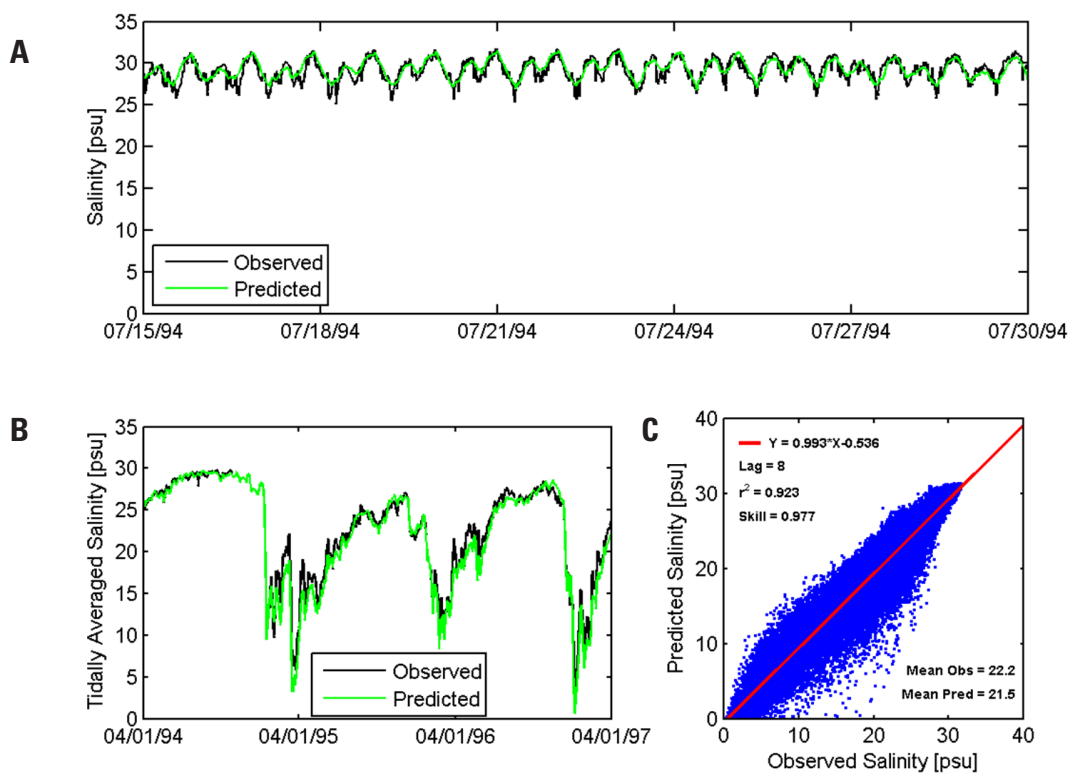 A
35
30
25
20
15
10
5
0
Salinity [psu]
Observed
Predicted
07/15/94 07/18/94 07/21/94 07/24/94 07/27/94 07/30/94
B
35
30
25
20
15
10
5
0
Tidally Averaged Salinity [psu]
Observed
Predicted
04/01/94 04/01/95 04/01/96 04/01/97
C
40
30
20
10
0
Predicted Salinity [psu]
Y = 0.993*X-0.536
Lag = 8
r² = 0.923
Skill = 0.977
Mean Obs = 22.2
Mean Pred = 21.5
0 10 20 30 40
Observed Salinity [psu]